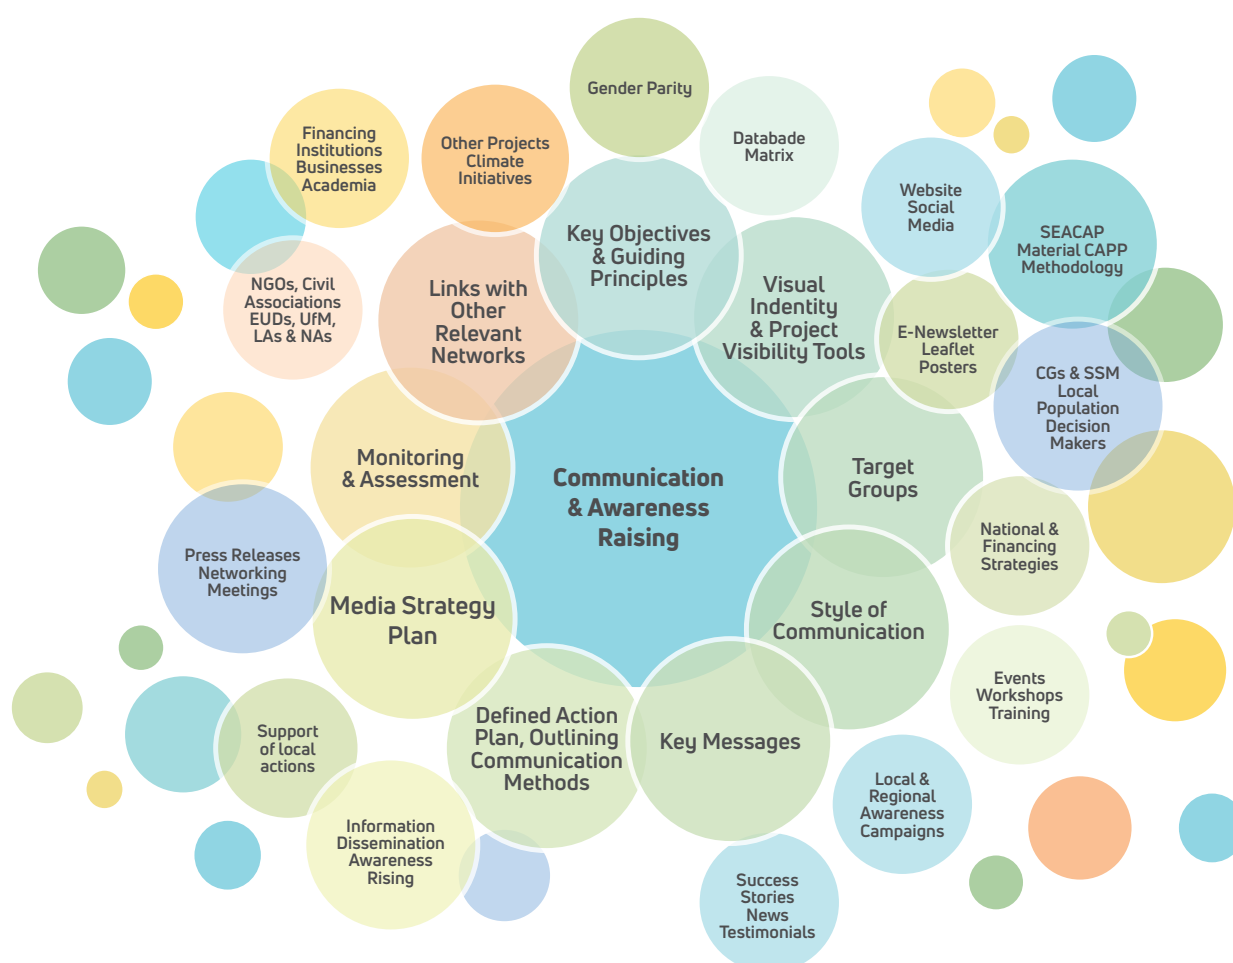 Gender Parity
Databade
Matrix
Financing
Institutions
Businesses
Academia
Other Projects
Climate
Initiatives
Website
Social
Media
SEACAP
Material CAPP
Methodology
Key Objectives
& Guiding
Principles
NGOs, Civil
Associations
EUDs, UfM,
LAs & NAs
Links with
Other
Relevant
Networks
Visual
Indentity
& Project
Visibility Tools
E-Newsletter
Leaflet
Posters
CGs & SSM
Local
Population
Decision
Makers
Monitoring
& Assessment
Communication
& Awareness
Raising
Target
Groups
National &
Financing
Strategies
Press Releases
Networking
Meetings
Media Strategy
Plan
Style of
Communication
Events
Workshops
Training
Support
of local
actions
Defined Action
Plan, Outlining
Communication
Methods
Key Messages
Local &
Regional
Awareness
Campaigns
Information
Dissemination
Awareness
Rising
Success
Stories
News
Testimonials